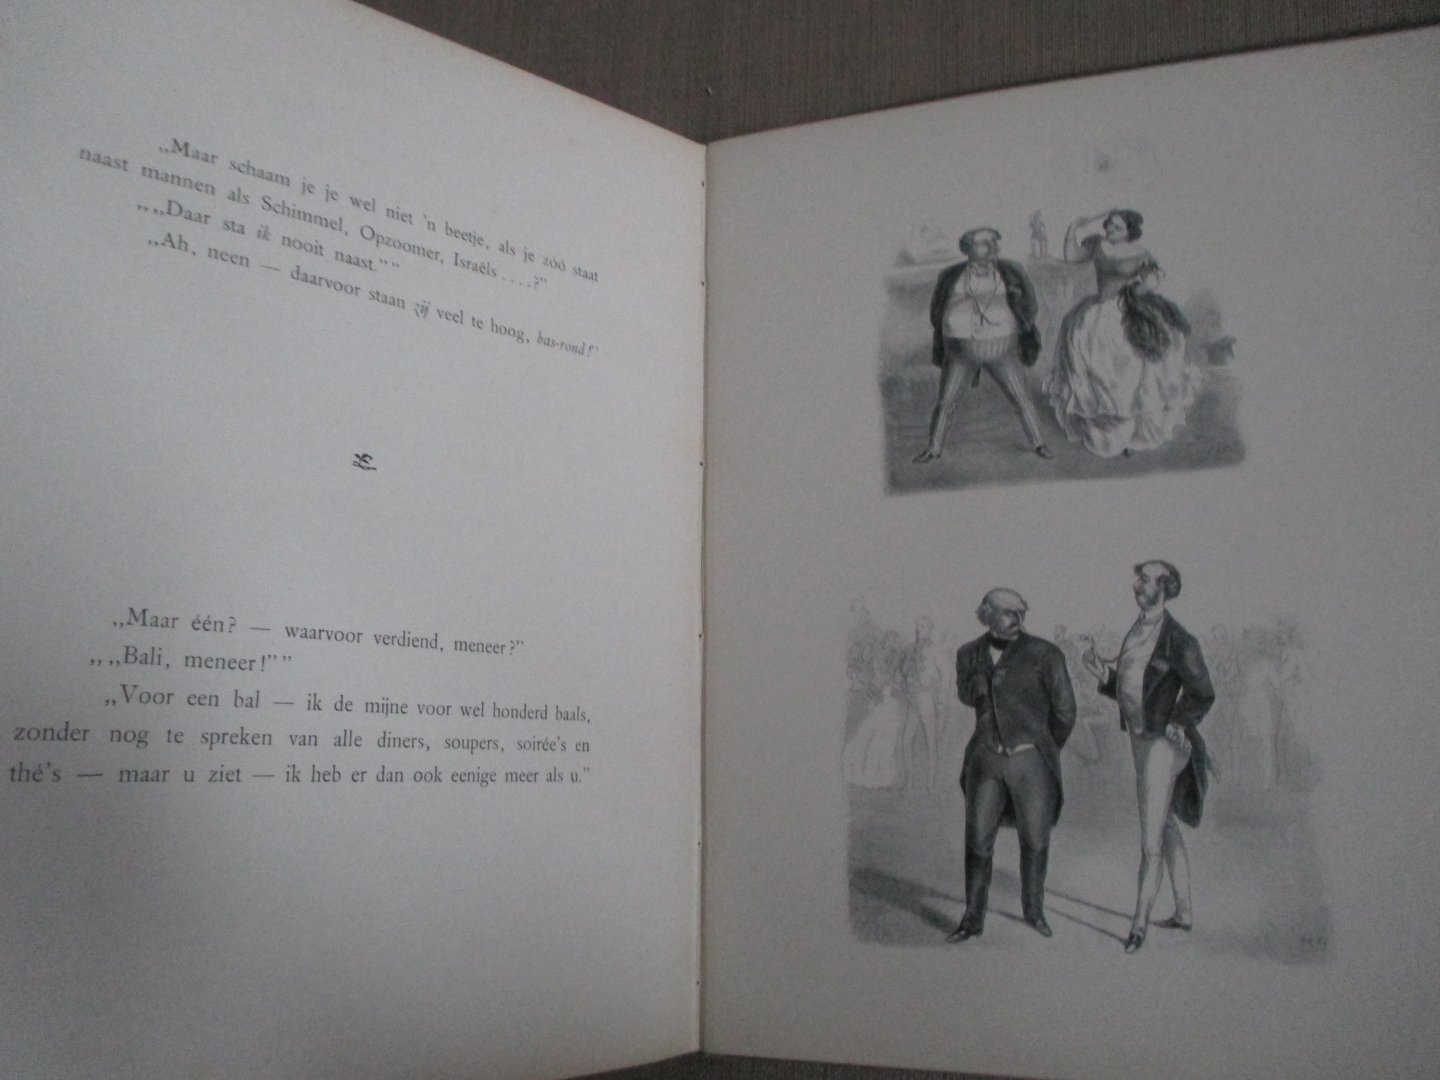 „Maar schaam je je wel niet 'n beetje, als je zóó staat
naast mannen als Schimmel, Opzoomer, Israëls . . . . ?”
„„Daar sta ik nooit naast.””
„Ah, neen — daarvoor staan zij veel te hoog, bas-rond!”
„Maar één? — waarvoor verdiend, meneer?”
„„Bali, meneer!””
„Voor een bal — ik de mijne voor wel honderd baals,
zonder nog te spreken van alle diners, soupers, soirée's en
thé's — maar u ziet — ik heb er dan ook eenige meer als u.”